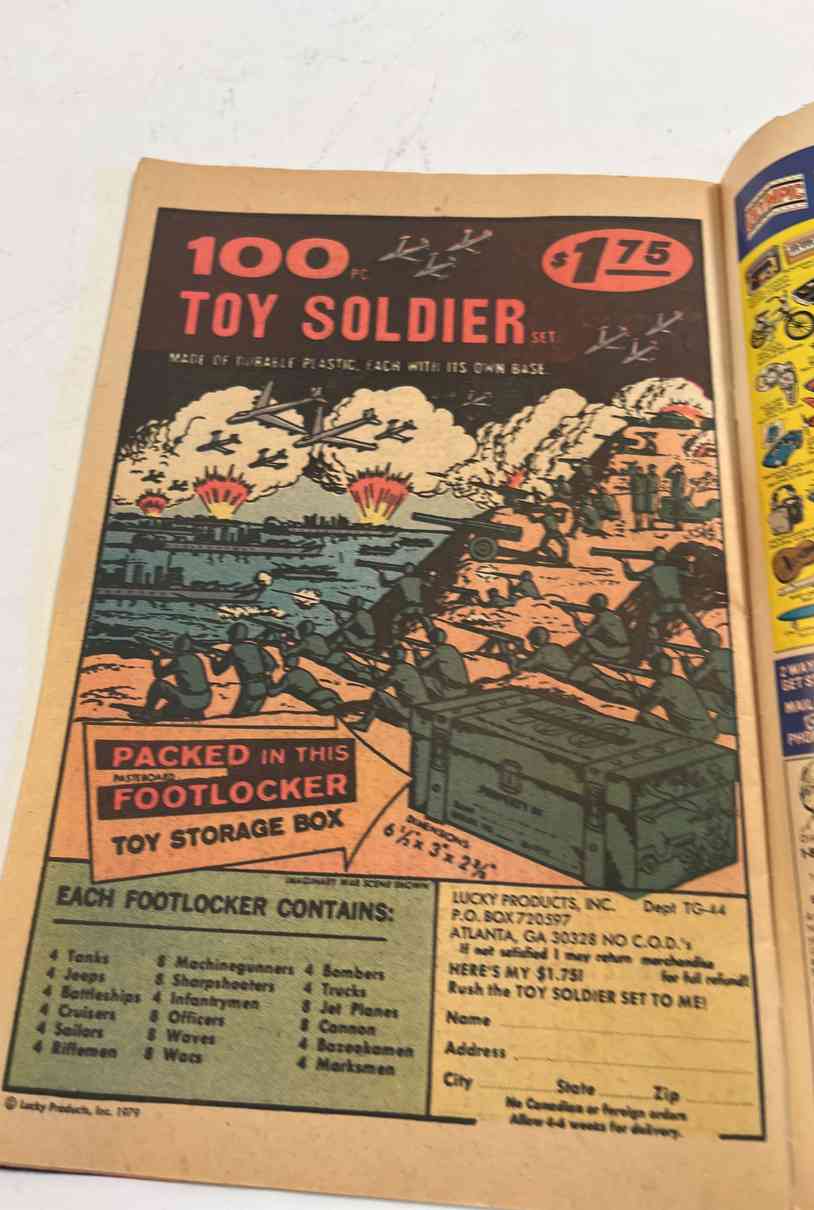 100 PC
$1.75
TOY SOLDIER SET
MADE OF DURABLE PLASTIC, EACH WITH ITS OWN BASE.
PACKED IN THIS
PASTEBOARD
FOOTLOCKER
TOY STORAGE BOX
DIMENSIONS
PROPERTY OF
IMAGINARY WAR SCENE SHOWN
EACH FOOTLOCKER CONTAINS:
4 Tanks
4 Jeeps
4 Battleships
4 Cruisers
4 Sailors
4 Riflemen
8 Machinegunners
8 Sharpshooters
4 Infantrymen
8 Officers
8 Waves
8 Wacs
4 Bombers
4 Trucks
8 Jet Planes
8 Cannon
4 Bazookamen
4 Marksmen
LUCKY PRODUCTS, INC. Dept TG-44
P.O. BOX 720597
ATLANTA, GA 30328 NO C.O.D.'s
If not satisfied I may return merchandise
for full refund!
HERE'S MY $1.75!
Rush the TOY SOLDIER SET TO ME!
Name
Address
City State Zip
No Canadian or foreign orders
Allow 4-6 weeks for delivery.
© Lucky Products, Inc. 1979
OLYMPIC
2 WAY
GET
MAIL